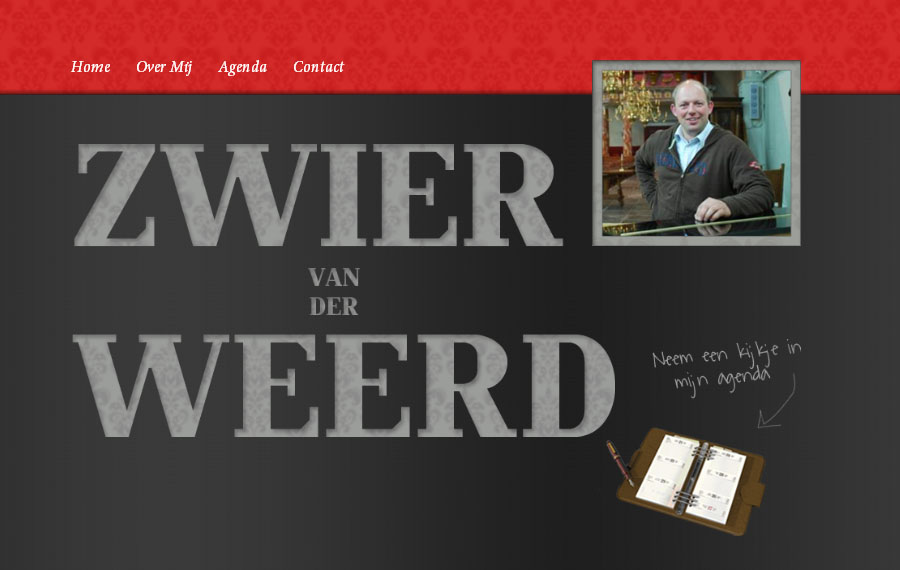 Home Over Mij Agenda Contact
ZWIER
VAN
DER
WEERD
Neem een kijkje in
mijn agenda